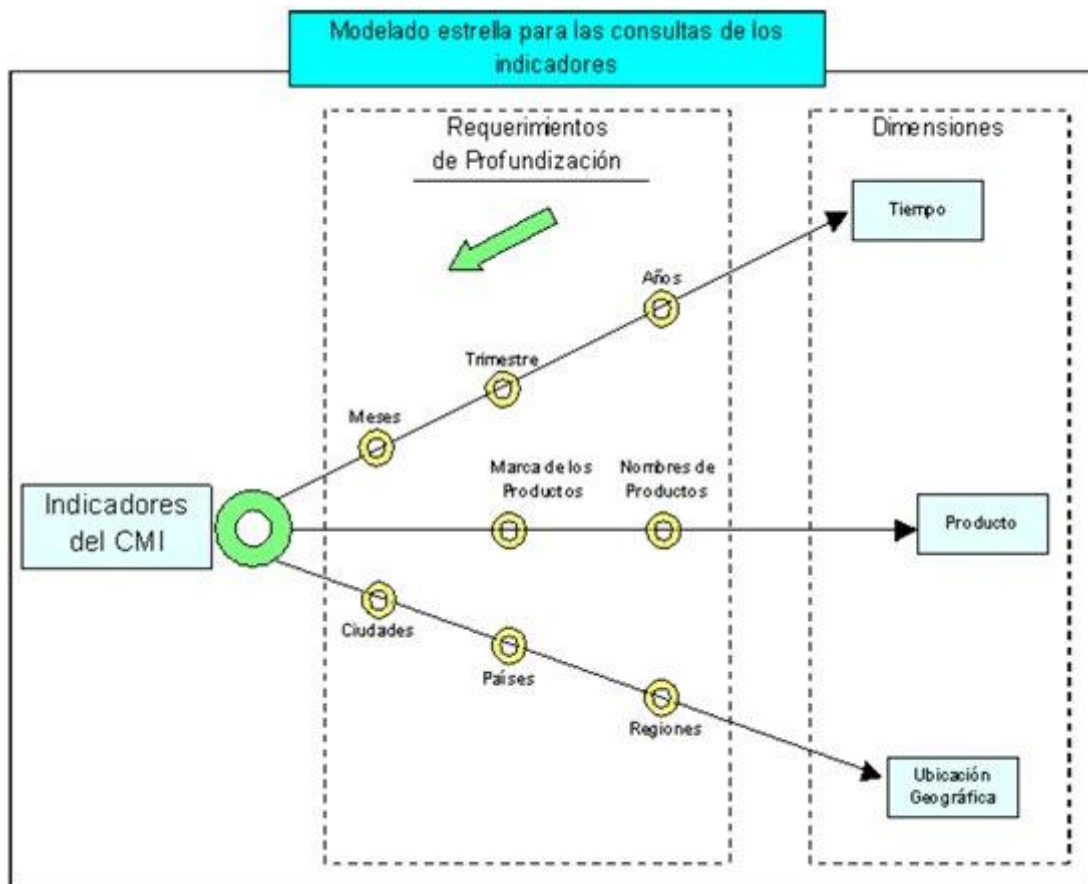 Modelado estrella para las consultas de los
indicadores
Requerimientos
de Profundización
Dimensiones
Tiempo
Años
Trimestre
Meses
Marca de los
Productos
Nombres de
Productos
Indicadores
del CMI
Producto
Ciudades
Países
Regiones
Ubicación
Geográfica